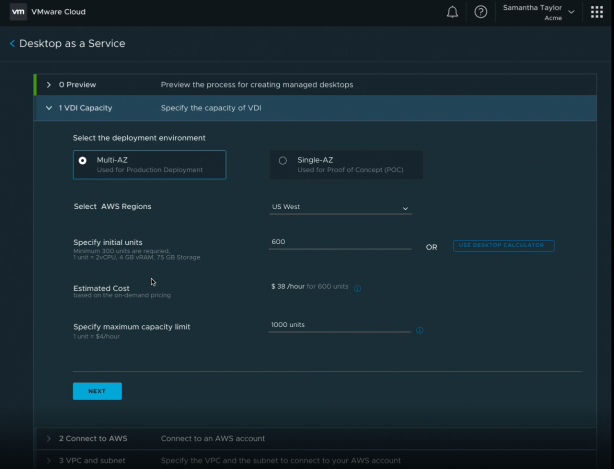 vm VMware Cloud
Samantha Taylor
Acme
Desktop as a Service
0 Preview Preview the process for creating managed desktops
1 VDI Capacity Specify the capacity of VDI
Select the deployment environment
Multi-AZ
Used for Production Deployment
Single-AZ
Used for Proof of Concept (POC)
Select AWS Regions US West
Specify initial units 600 OR USE DESKTOP CALCULATOR
Minimum 300 units are requried,
1 unit = 2vCPU, 4 GB vRAM, 75 GB Storage
Estimated Cost $ 38 /hour for 600 units
based on the on-demand pricing
Specify maximum capacity limit 1000 units
1 unit = $4/hour
NEXT
2 Connect to AWS Connect to an AWS account
3 VPC and subnet Specify the VPC and the subnet to connect to your AWS account